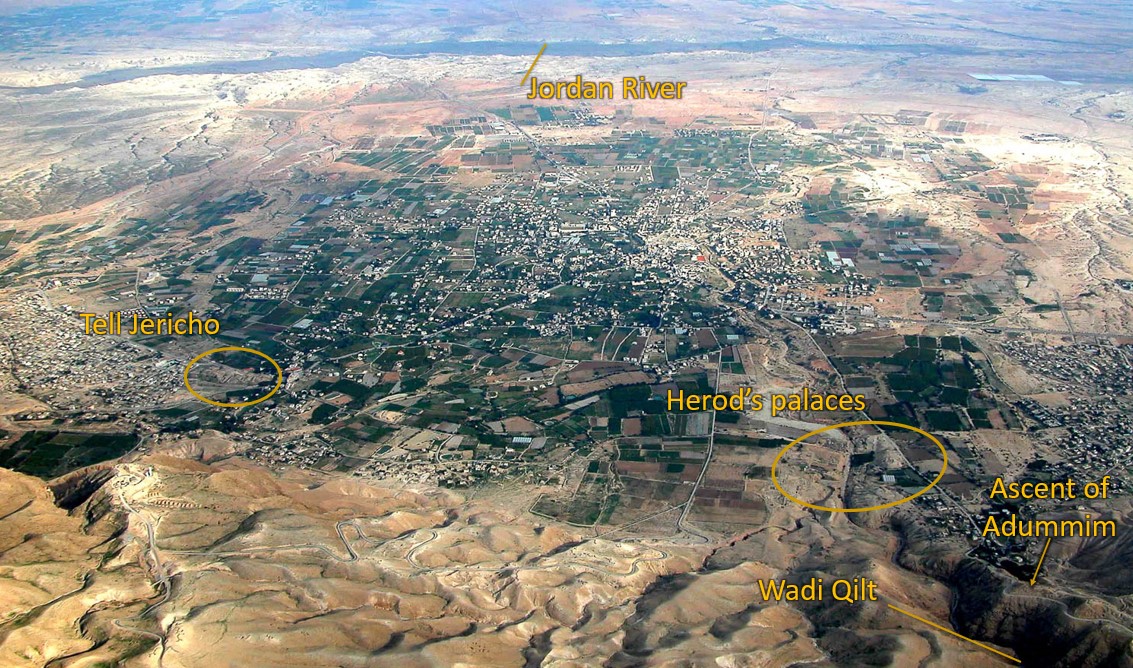 Jordan River
Tell Jericho
Herod's palaces
Ascent of
Adummim
Wadi Qilt